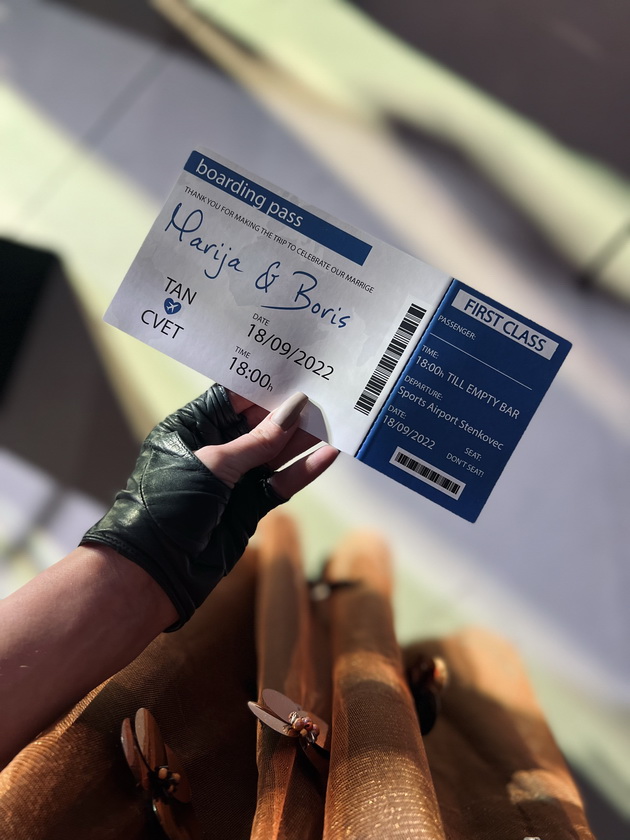 boarding pass
THANK YOU FOR MAKING THE TRIP TO CELEBRATE OUR MARRIGE
Marija & Boris
TAN
CVET
DATE
18/09/2022
TIME
18:00h
FIRST CLASS
PASSENGER:
TIME:
18:00h TILL EMPTY BAR
DEPARTURE:
Sports Airport Stenkovec
DATE:
18/09/2022
SEAT:
DON'T SEAT!